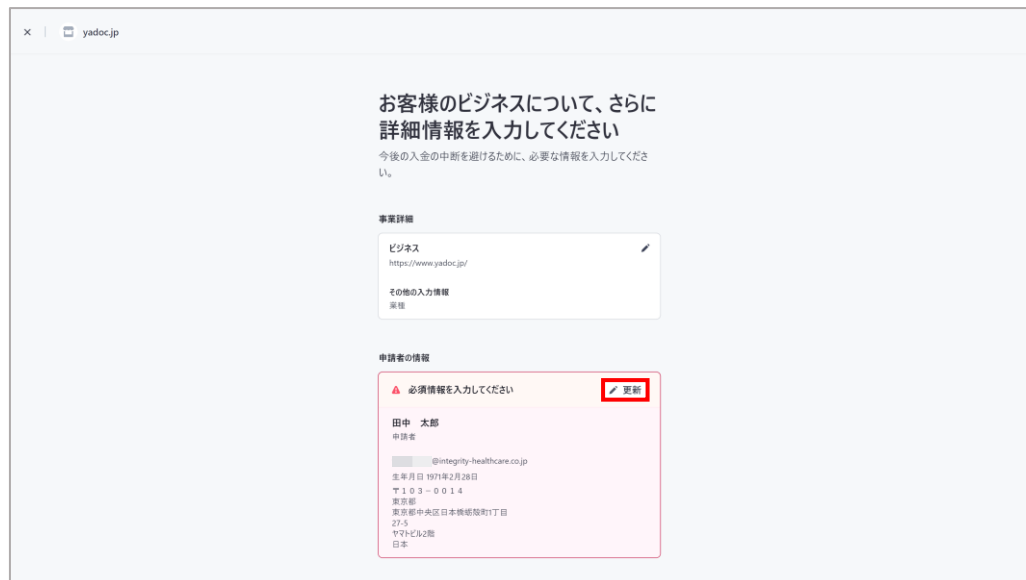 × yadoc.jp
お客様のビジネスについて、さらに
詳細情報を入力してください
今後の入金の中断を避けるために、必要な情報を入力してくださ
い。
事業詳細
ビジネス
https://www.yadoc.jp/
その他の入力情報
業種
申請者の情報
必須情報を入力してください
更新
田中　太郎
申請者
@integrity-healthcare.co.jp
生年月日 1971年2月28日
〒１０３－００１４
東京都
東京都中央区日本橋蛎殻町1丁目
27-5
ヤマトビル2階
日本